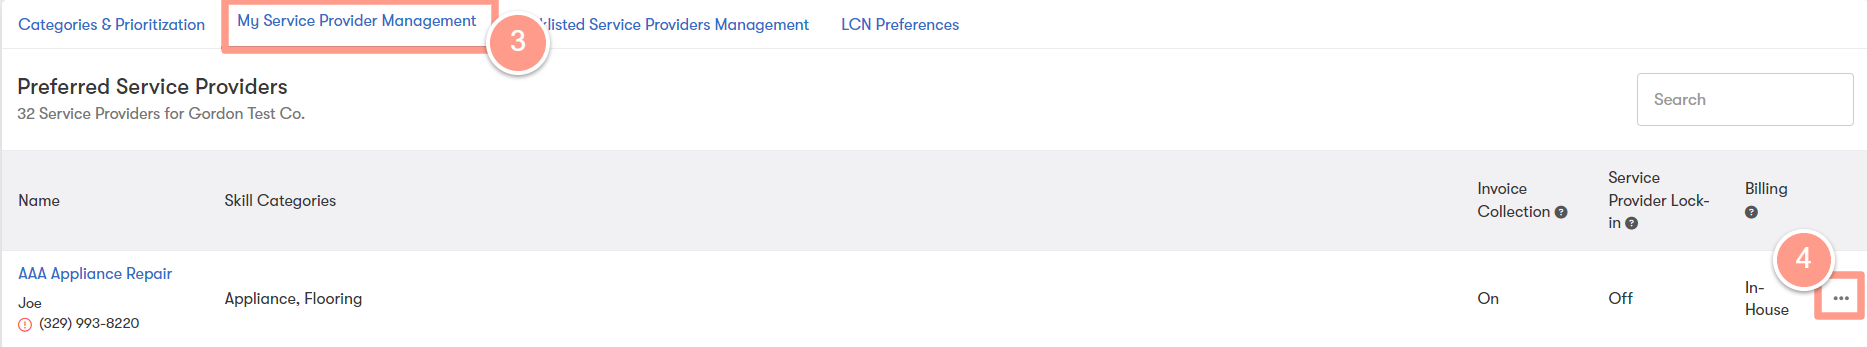 Categories & Prioritization
My Service Provider Management
3
klisted Service Providers Management
LCN Preferences
Preferred Service Providers
32 Service Providers for Gordon Test Co.
Search
Name
Skill Categories
Invoice
Collection ?
Service
Provider Lock-
in ?
Billing
?
4
AAA Appliance Repair
Joe
(329) 993-8220
Appliance, Flooring
On
Off
In-
House